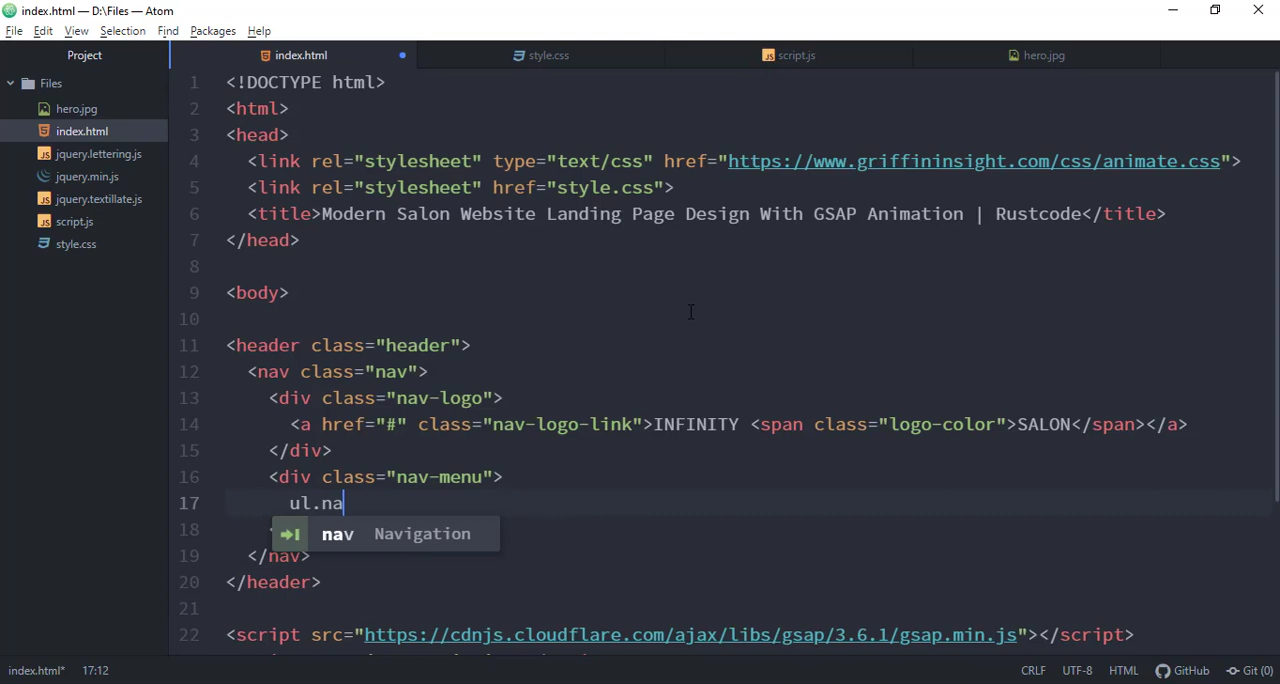 index.html — D:\Files — Atom
File Edit View Selection Find Packages Help
Project
index.html
style.css
script.js
hero.jpg
Files
hero.jpg
index.html
jquery.lettering.js
jquery.min.js
jquery.textillate.js
script.js
style.css
1 <!DOCTYPE html>
2 <html>
3 <head>
4 <link rel="stylesheet" type="text/css" href="https://www.griffininsight.com/css/animate.css">
5 <link rel="stylesheet" href="style.css">
6 <title>Modern Salon Website Landing Page Design With GSAP Animation | Rustcode</title>
7 </head>
8
9 <body>
10
11 <header class="header">
12 <nav class="nav">
13 <div class="nav-logo">
14 <a href="#" class="nav-logo-link">INFINITY <span class="logo-color">SALON</span></a>
15 </div>
16 <div class="nav-menu">
17 ul.na
nav Navigation
18
19 </nav>
20 </header>
21
22 <script src="https://cdnjs.cloudflare.com/ajax/libs/gsap/3.6.1/gsap.min.js"></script>
index.html* 17:12 CRLF UTF-8 HTML GitHub Git (0)